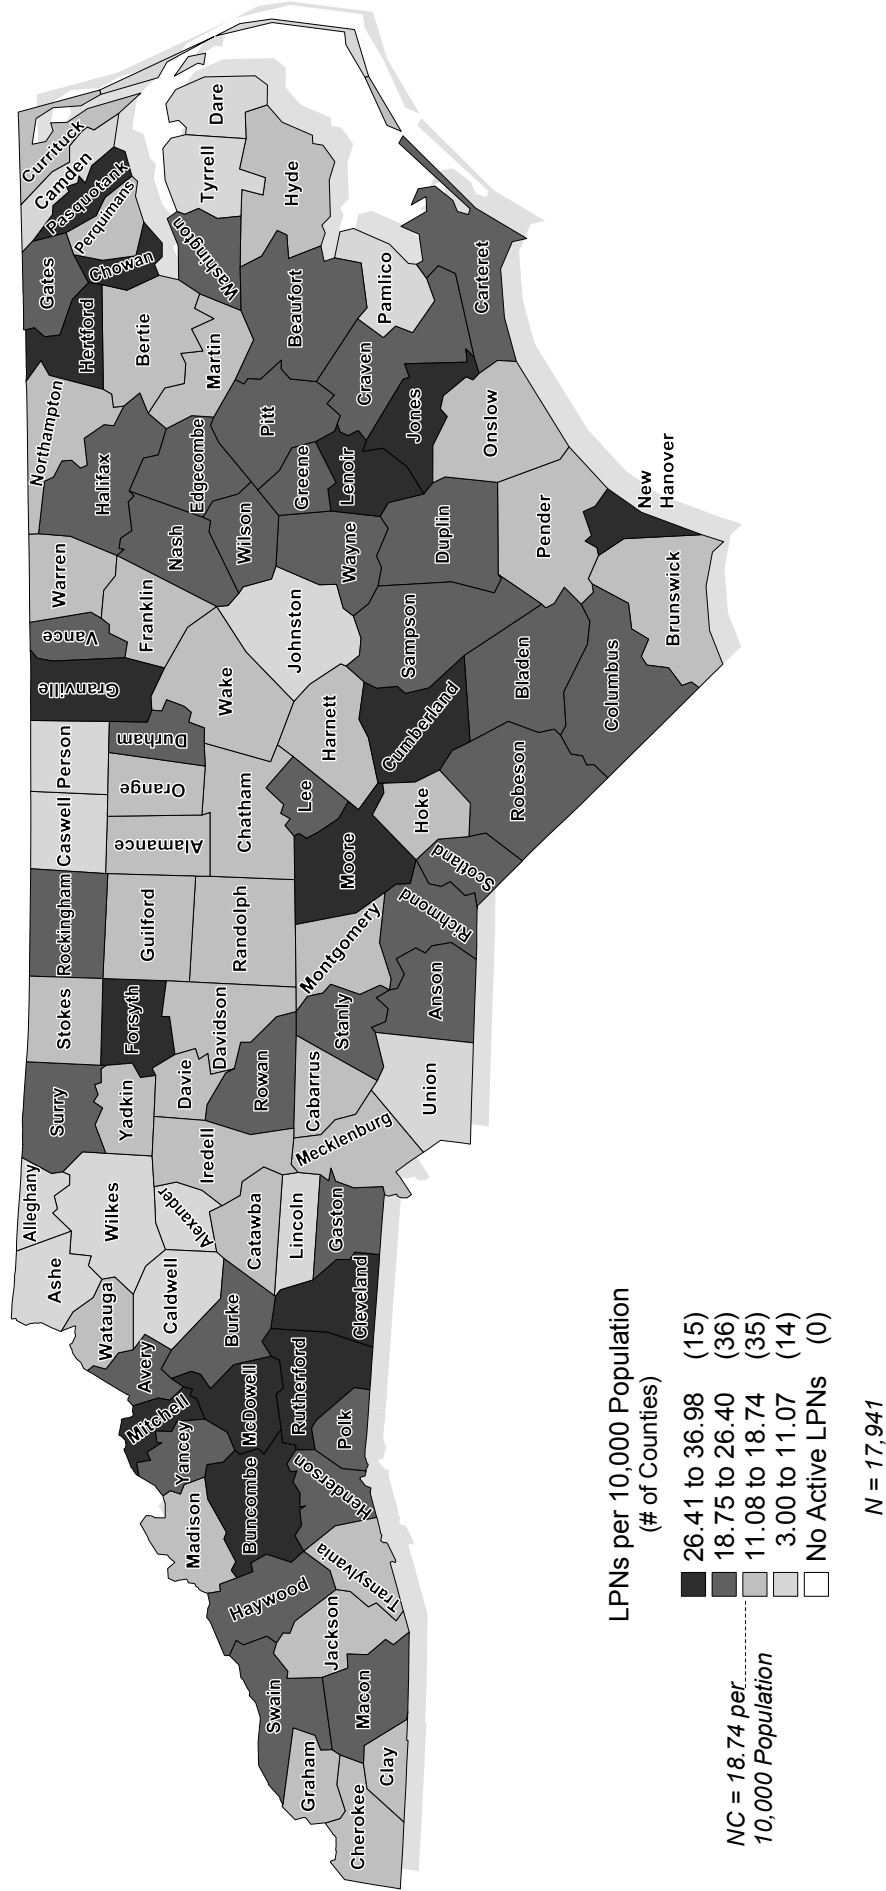 Cherokee
Graham
Clay
Swain
Macon
Jackson
Haywood
Transylvania
Madison
Buncombe
Henderson
Yancey
Mitchell
McDowell
Rutherford
Polk
Avery
Watauga
Ashe
Alleghany
Wilkes
Caldwell
Burke
Cleveland
Alexander
Catawba
Lincoln
Gaston
Surry
Yadkin
Iredell
Mecklenburg
Davie
Rowan
Cabarrus
Union
Stokes
Forsyth
Davidson
Stanly
Anson
Rockingham
Guilford
Randolph
Montgomery
Richmond
Caswell
Alamance
Orange
Chatham
Moore
Lee
Hoke
Scotland
Person
Durham
Wake
Harnett
Cumberland
Robeson
Granville
Vance
Warren
Franklin
Johnston
Sampson
Bladen
Columbus
Brunswick
Halifax
Nash
Wilson
Wayne
Duplin
Pender
New
Hanover
Northampton
Edgecombe
Pitt
Greene
Lenoir
Jones
Onslow
Hertford
Bertie
Martin
Beaufort
Craven
Pamlico
Carteret
Gates
Chowan
Perquimans
Pasquotank
Camden
Currituck
Washington
Tyrrell
Dare
Hyde
LPNs per 10,000 Population
(# of Counties)
26.41 to 36.98 (15)
18.75 to 26.40 (36)
11.08 to 18.74 (35)
3.00 to 11.07 (14)
No Active LPNs (0)
NC = 18.74 per
10,000 Population
N = 17,941